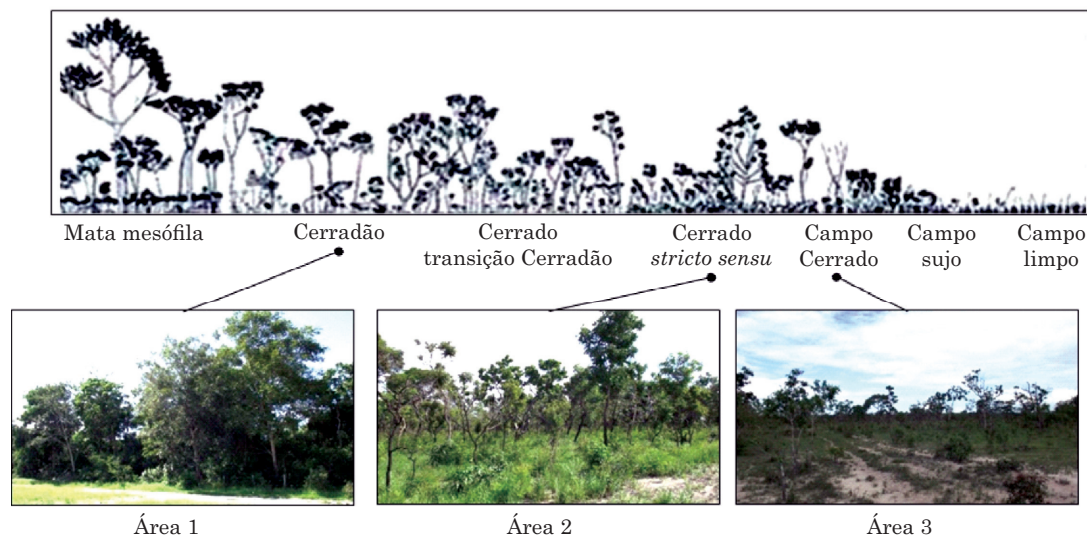 Mata mesófila
Cerradão
Cerrado
transição Cerradão
Cerrado
stricto sensu
Campo
Cerrado
Campo
sujo
Campo
limpo
Área 1
Área 2
Área 3